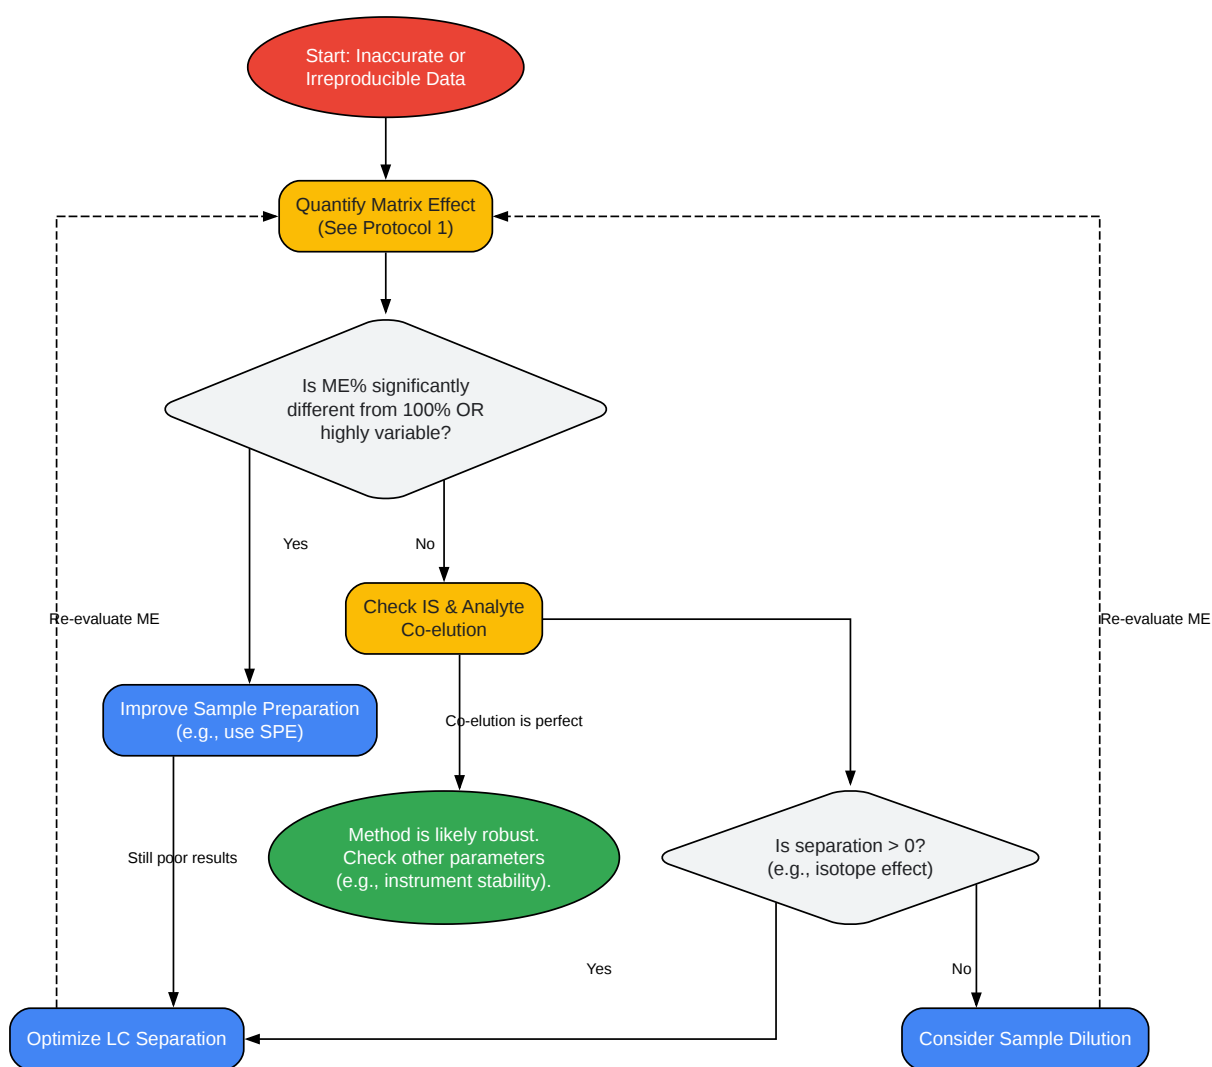 Start: Inaccurate or
Irreproducible Data
Quantify Matrix Effect
(See Protocol 1)
Is ME% significantly
different from 100% OR
highly variable?
Yes
No
Check IS & Analyte
Co-elution
Re-evaluate ME
Re-evaluate ME
Improve Sample Preparation
(e.g., use SPE)
Co-elution is perfect
Method is likely robust.
Check other parameters
(e.g., instrument stability).
Is separation > 0?
(e.g., isotope effect)
Still poor results
Yes
No
Optimize LC Separation
Consider Sample Dilution